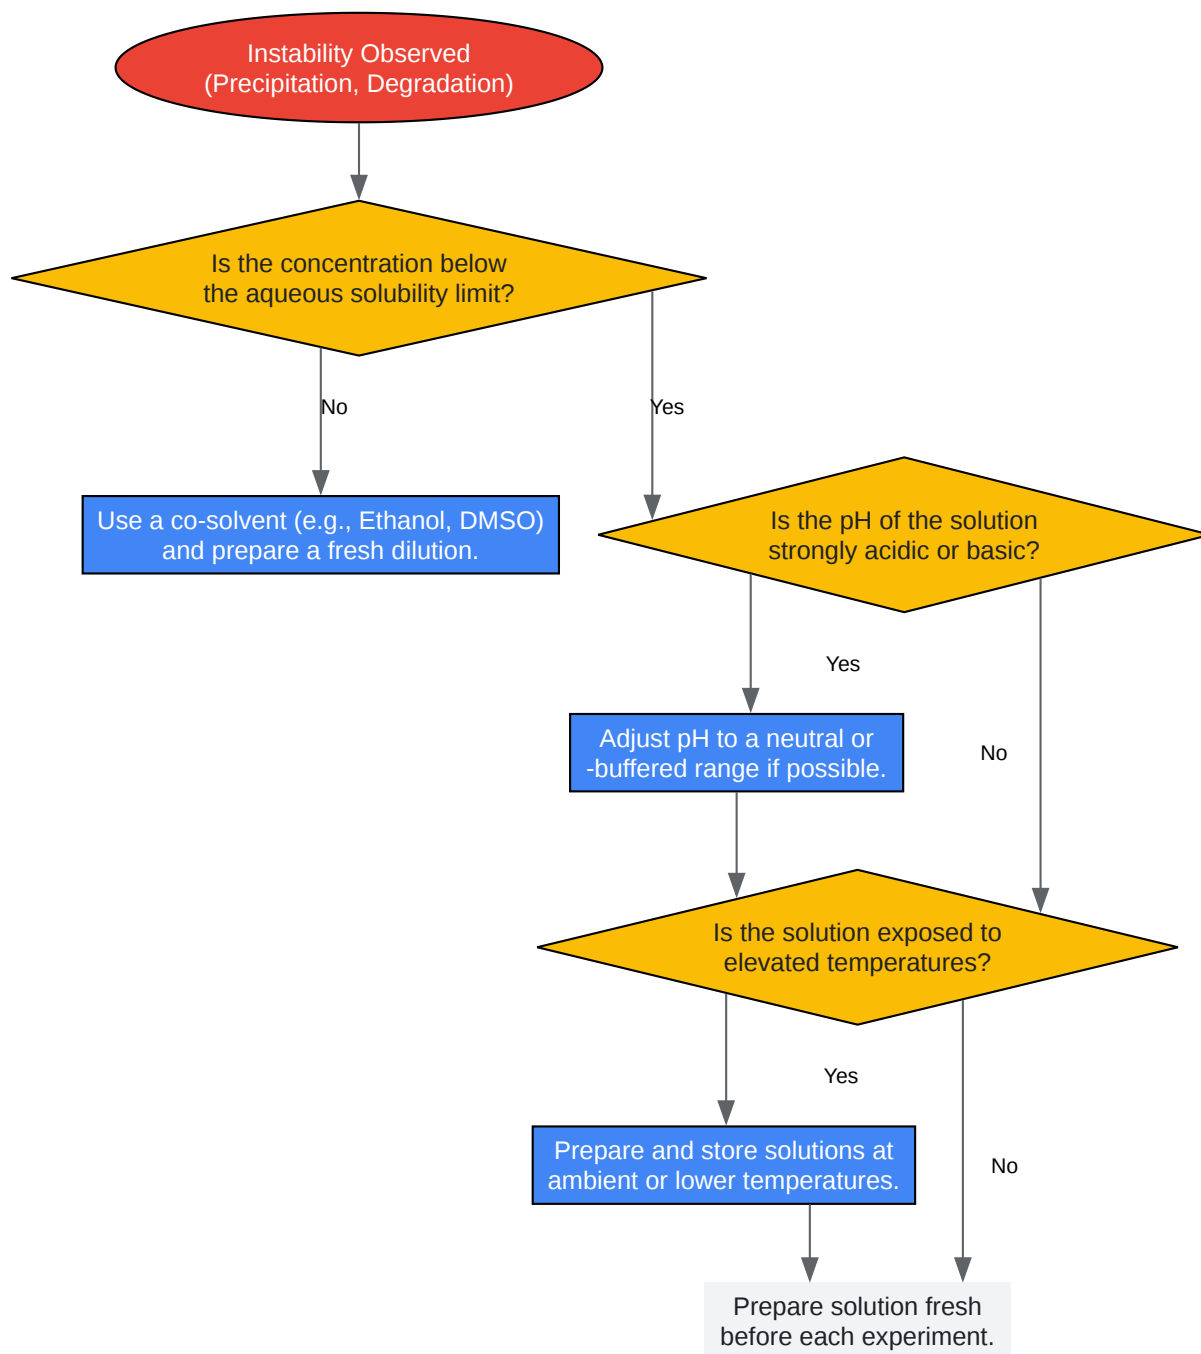 Instability Observed
(Precipitation, Degradation)
Is the concentration below
the aqueous solubility limit?
No
Yes
Use a co-solvent (e.g., Ethanol, DMSO)
and prepare a fresh dilution.
Is the pH of the solution
strongly acidic or basic?
Yes
No
Adjust pH to a neutral or
-buffered range if possible.
Is the solution exposed to
elevated temperatures?
Yes
No
Prepare and store solutions at
ambient or lower temperatures.
Prepare solution fresh
before each experiment.